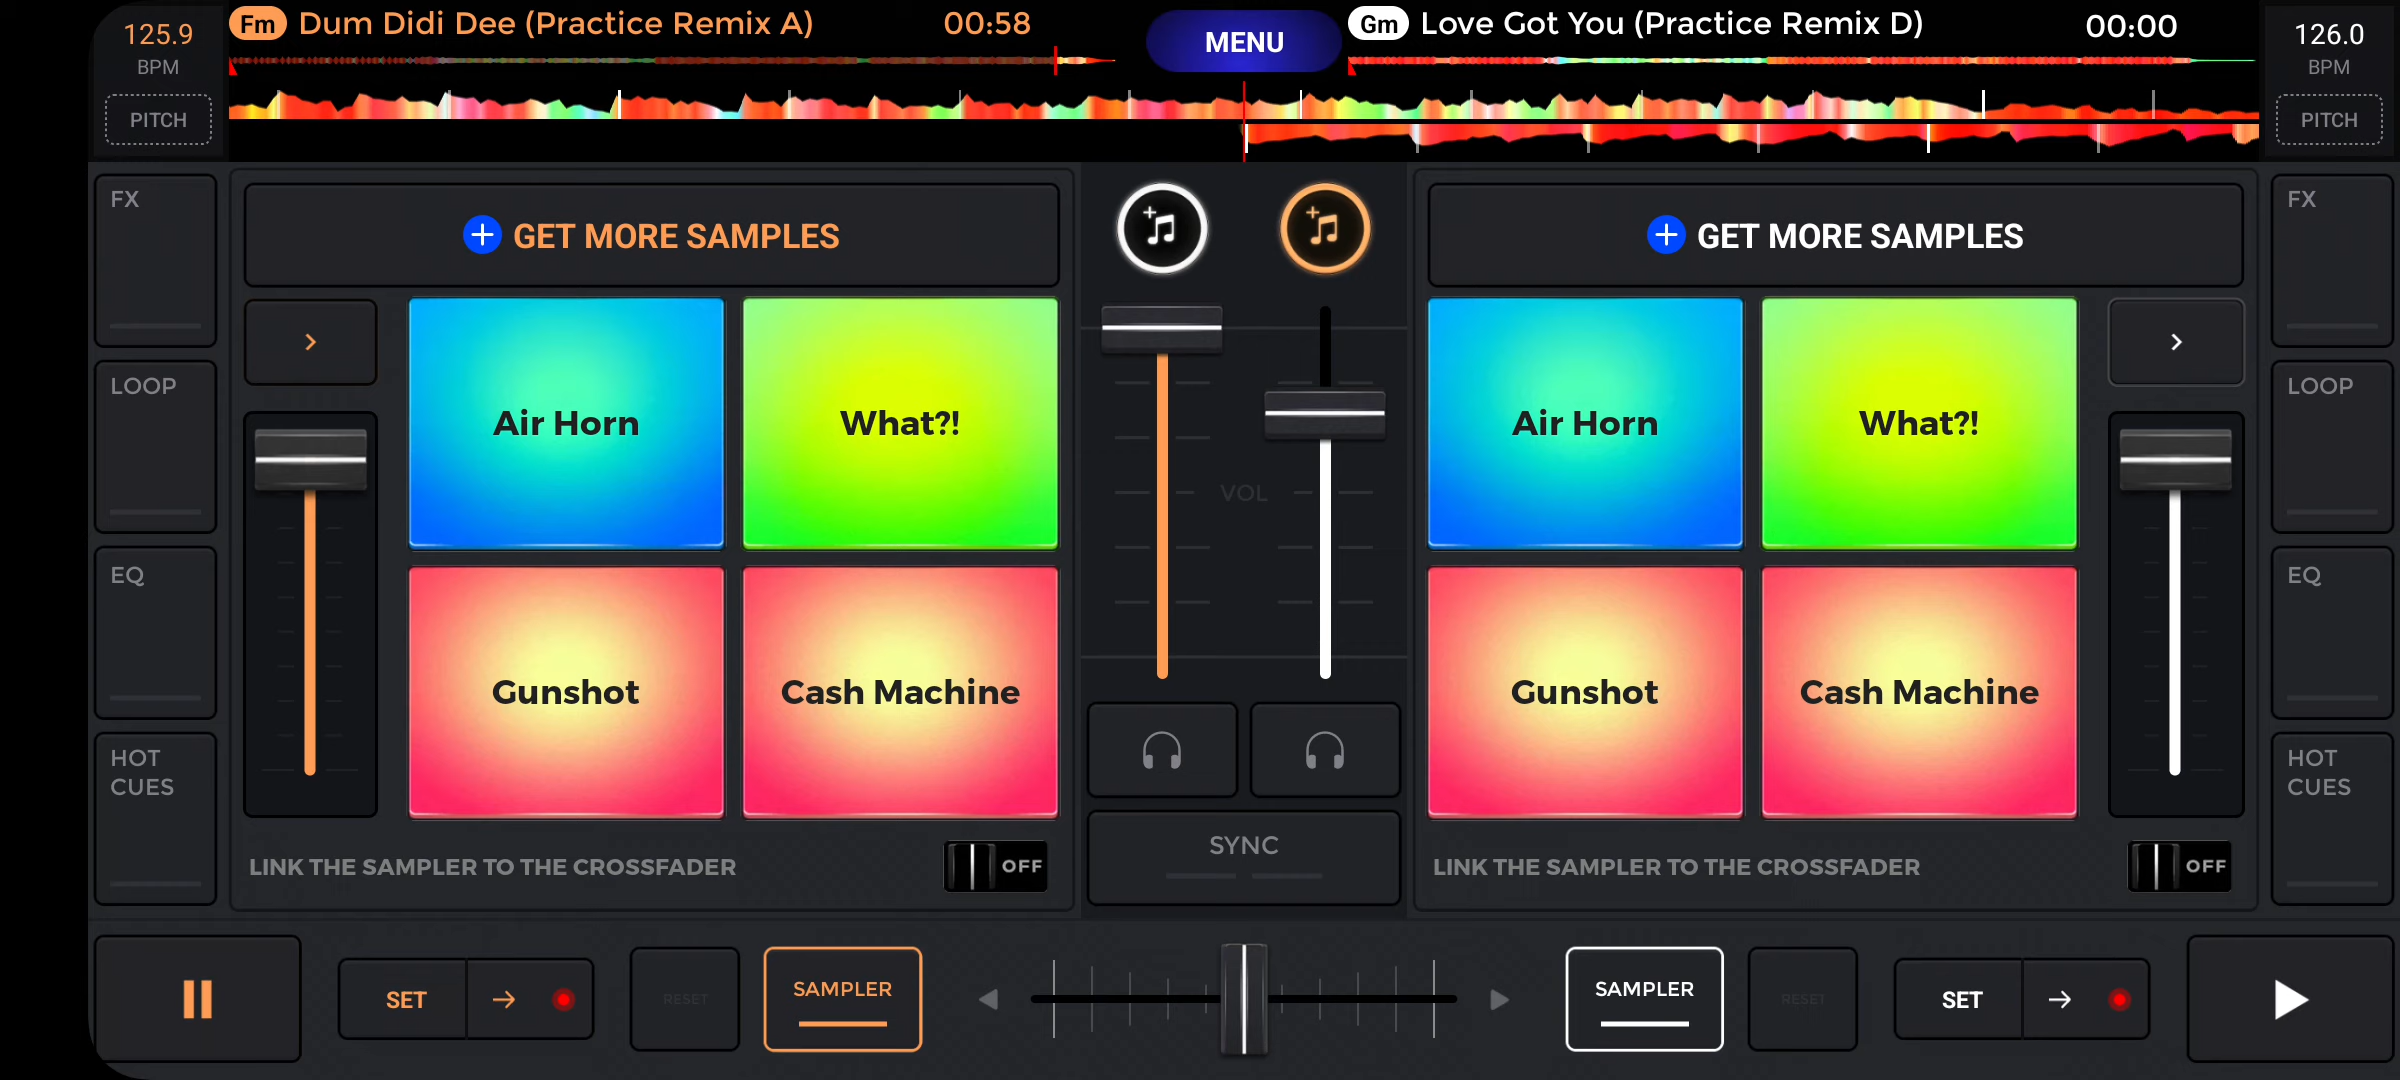 125.9
BPM
PITCH
Fm Dum Didi Dee (Practice Remix A) 00:58
MENU
Gm Love Got You (Practice Remix D) 00:00
126.0
BPM
PITCH
FX
LOOP
EQ
HOT
CUES
GET MORE SAMPLES
Air Horn
What?!
Gunshot
Cash Machine
LINK THE SAMPLER TO THE CROSSFADER OFF
VOL
SYNC
GET MORE SAMPLES
Air Horn
What?!
Gunshot
Cash Machine
LINK THE SAMPLER TO THE CROSSFADER OFF
FX
LOOP
EQ
HOT
CUES
SET
RESET
SAMPLER
SAMPLER
RESET
SET